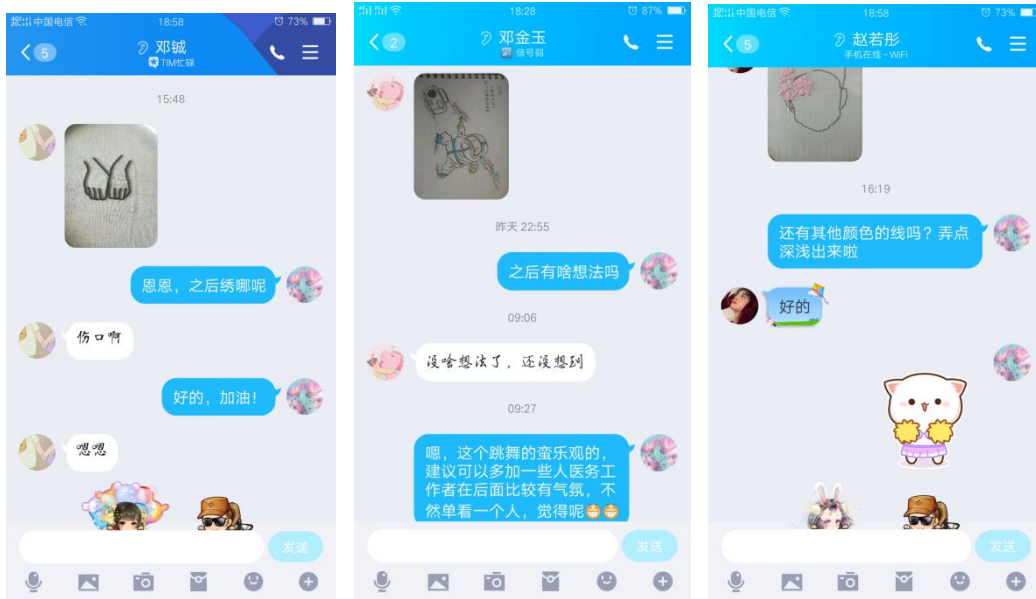 中国电信
18:58
73%
5
邓铖
TIM忙碌
15:48
恩恩，之后绣哪呢
伤口啊
好的，加油！
嗯嗯
发送
18:28
87%
2
邓金玉
信号弱
昨天 22:55
之后有啥想法吗
09:06
没啥想法了，还没想到
09:27
嗯，这个跳舞的蛮乐观的，
建议可以多加一些人医务工
作者在后面比较有气氛，不
然单看一个人，觉得呢
发送
中国电信
18:58
73%
5
赵若彤
手机在线 - WiFi
16:19
还有其他颜色的线吗？弄点
深浅出来啦
好的
发送